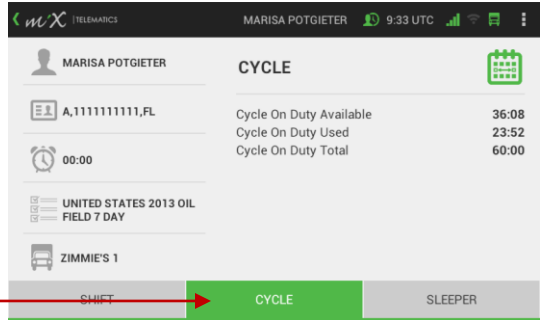 mix TELEMATICS MARISA POTGIETER 9:33 UTC
MARISA POTGIETER
A,1111111111,FL
00:00
UNITED STATES 2013 OIL
FIELD 7 DAY
ZIMMIE'S 1
CYCLE
Cycle On Duty Available 36:08
Cycle On Duty Used 23:52
Cycle On Duty Total 60:00
SHIFT CYCLE SLEEPER